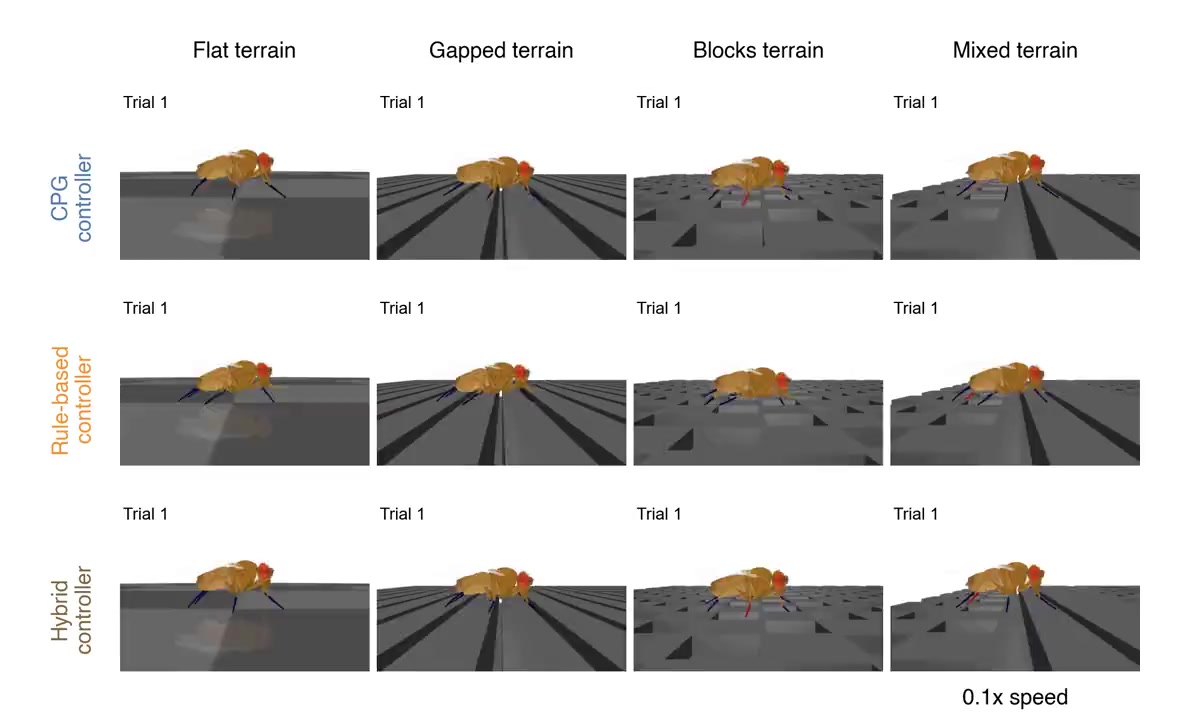 Flat terrain
Gapped terrain
Blocks terrain
Mixed terrain
Trial 1
Trial 1
Trial 1
Trial 1
CPG
controller
Trial 1
Trial 1
Trial 1
Trial 1
Rule-based
controller
Trial 1
Trial 1
Trial 1
Trial 1
Hybrid
controller
0.1x speed